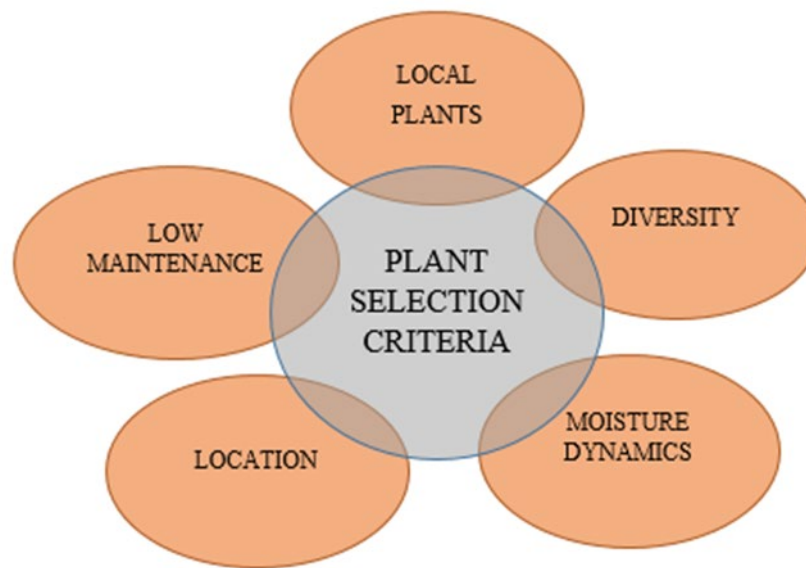 LOCAL
PLANTS
DIVERSITY
LOW
MAINTENANCE
PLANT
SELECTION
CRITERIA
MOISTURE
DYNAMICS
LOCATION